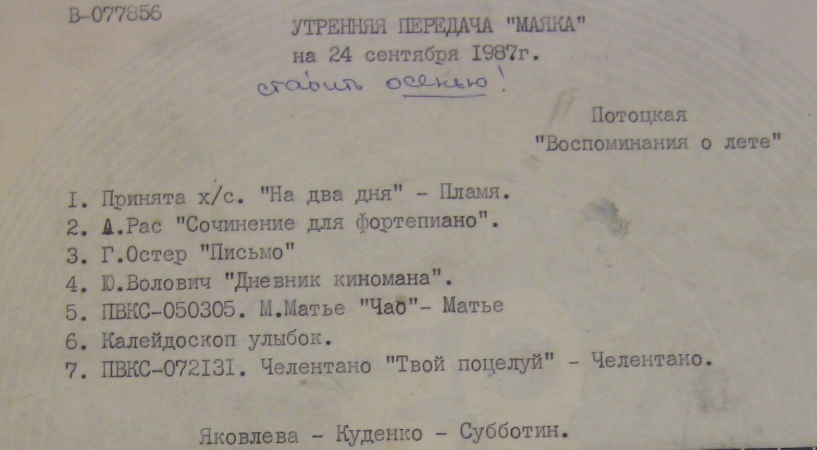 В-077856
УТРЕННЯЯ ПЕРЕДАЧА "МАЯКА"
на 24 сентября 1987г.
ставить осенью!
Потоцкая
"Воспоминания о лете"
I. Принята х/с. "На два дня" - Пламя.
2. А.Рас "Сочинение для фортепиано".
3. Г.Остер "Письмо"
4. Ю.Волович "Дневник киномана".
5. ПВКС-050305. М.Матье "Чао"- Матье
6. Калейдоскоп улыбок.
7. ПВКС-072I3I. Челентано "Твой поцелуй" - Челентано.
Яковлева - Куденко - Субботин.